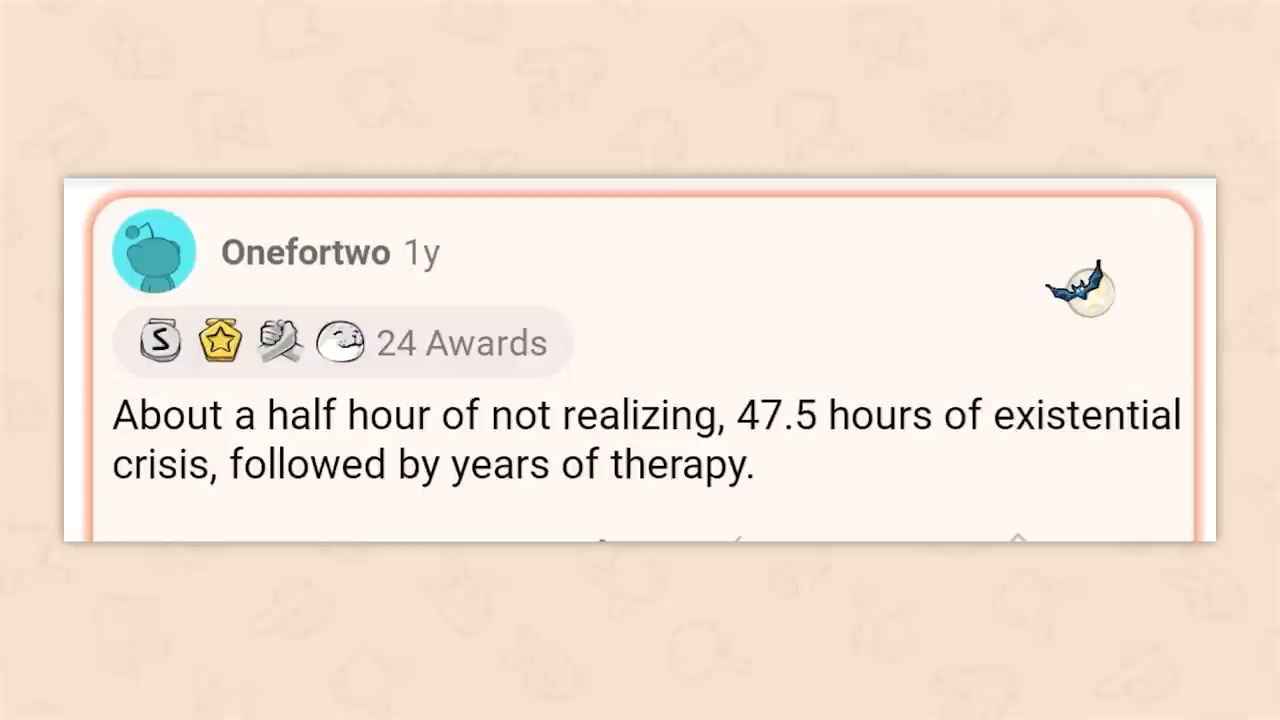 Onefortwo 1y
S 24 Awards
About a half hour of not realizing, 47.5 hours of existential
crisis, followed by years of therapy.